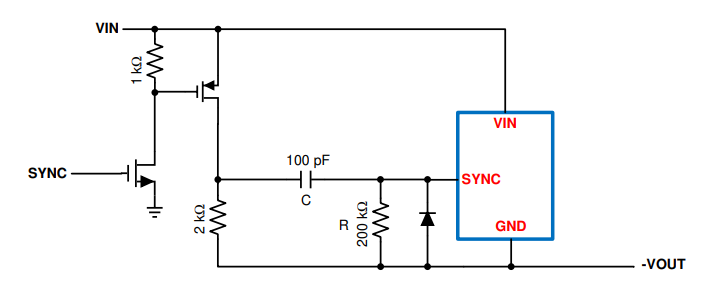 VIN
1 kΩ
VIN
100 pF
SYNC
SYNC
C
2 kΩ
R
200 kΩ
GND
-VOUT